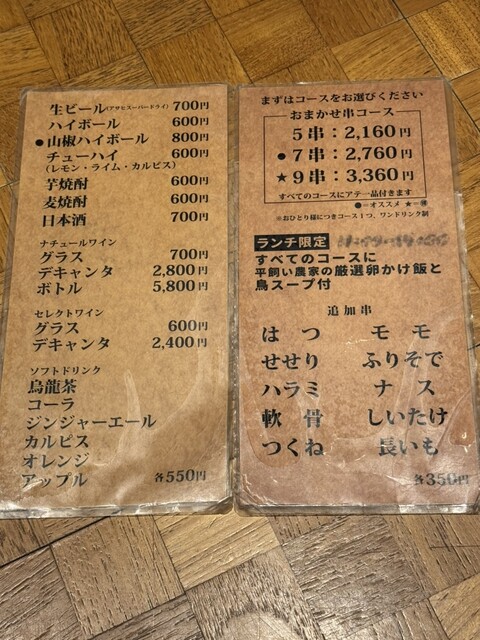 生ビール(アサヒスーパードライ) 700円
ハイボール 600円
●山椒ハイボール 800円
チューハイ 600円
(レモン・ライム・カルピス)
芋焼酎 600円
麦焼酎 600円
日本酒 700円
ナチュールワイン
グラス 700円
デキャンタ 2,800円
ボトル 5,800円
セレクトワイン
グラス 600円
デキャンタ 2,400円
ソフトドリンク
烏龍茶
コーラ
ジンジャーエール
カルピス
オレンジ
アップル 各550円
まずはコースをお選びください
おまかせ串コース
5串：2,160円
●7串：2,760円
★9串：3,360円
すべてのコースにアテ一品付きます
●=オススメ ★=
※おひとり様につきコース1つ、ワンドリンク制
ランチ限定
すべてのコースに
平飼い農家の厳選卵かけ飯と
鳥スープ付
追加串
はつ モモ
せせり ふりそで
ハラミ ナス
軟骨 しいたけ
つくね 長いも
各350円